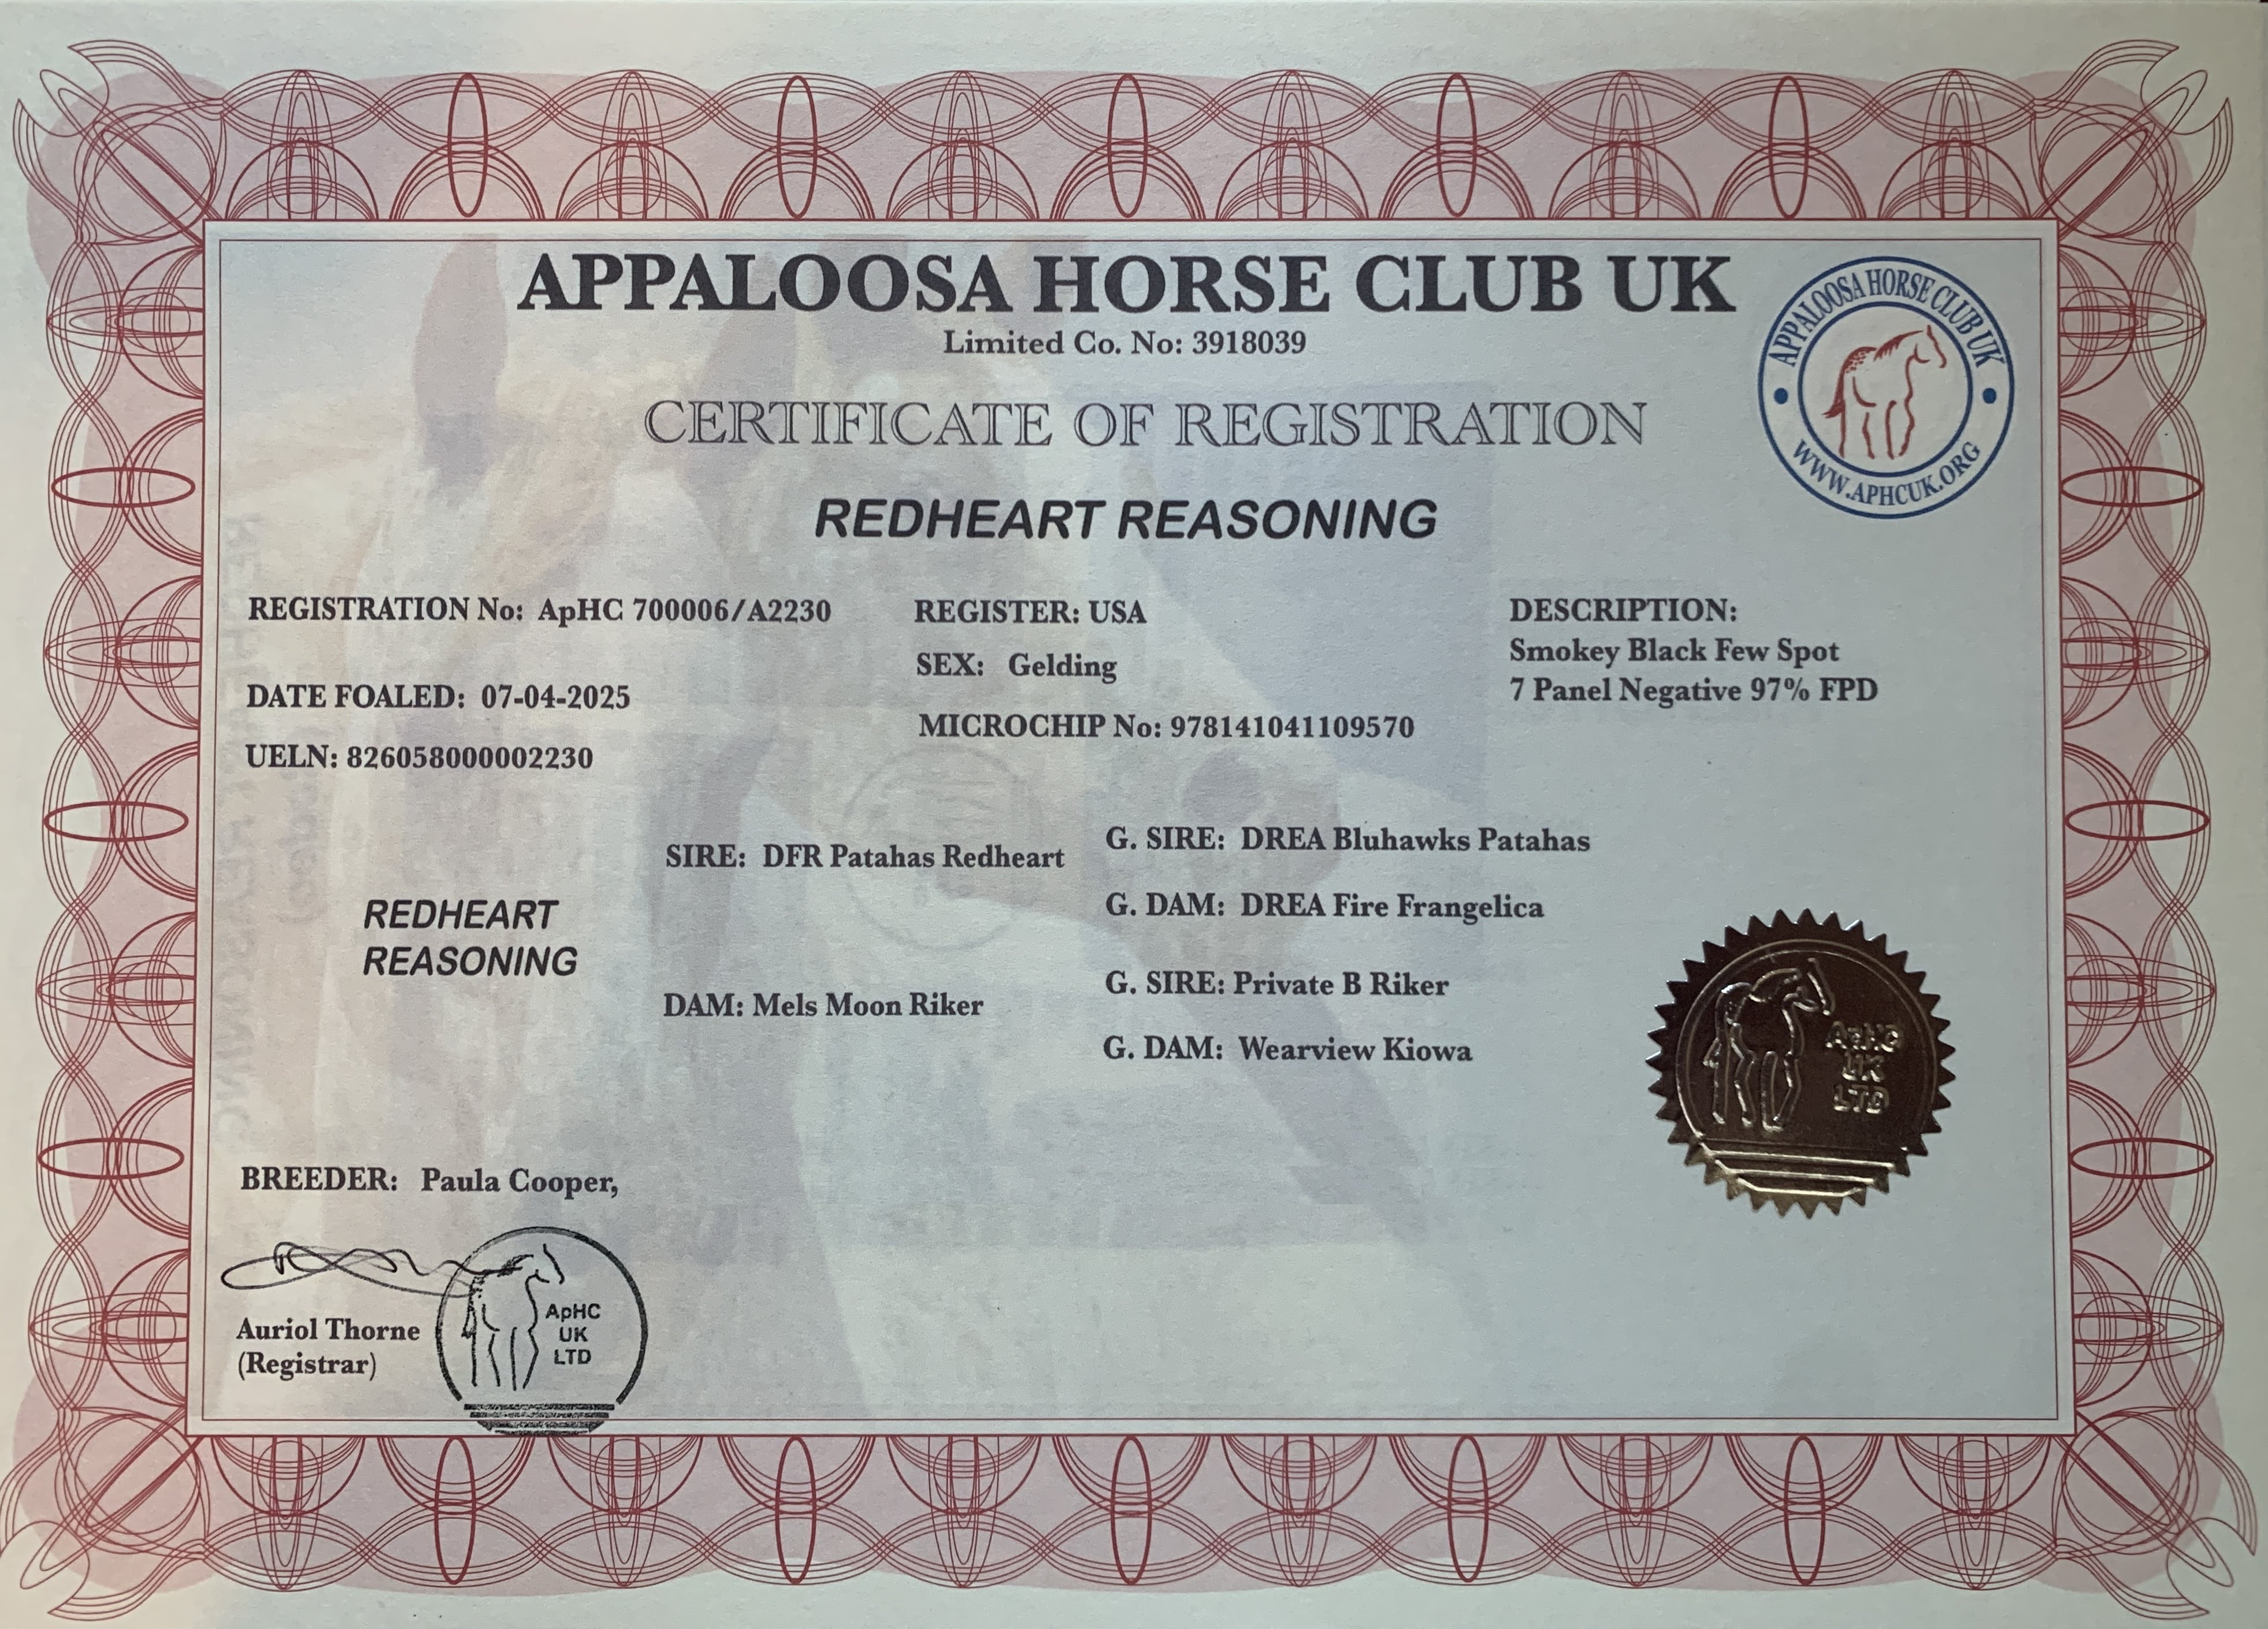 APPALOOSA HORSE CLUB UK
Limited Co. No: 3918039
APPALOOSA HORSE CLUB UK
WWW.APHCUK.ORG
CERTIFICATE OF REGISTRATION
REDHEART REASONING
REGISTRATION No: ApHC 700006/A2230
REGISTER: USA
DESCRIPTION:
SEX: Gelding
Smokey Black Few Spot
7 Panel Negative 97% FPD
DATE FOALED: 07-04-2025
MICROCHIP No: 978141041109570
UELN: 826058000002230
SIRE: DFR Patahas Redheart
G. SIRE: DREA Bluhawks Patahas
G. DAM: DREA Fire Frangelica
REDHEART
REASONING
DAM: Mels Moon Riker
G. SIRE: Private B Riker
G. DAM: Wearview Kiowa
ApHC
UK
LTD
BREEDER: Paula Cooper,
Auriol Thorne
(Registrar)
ApHC
UK
LTD